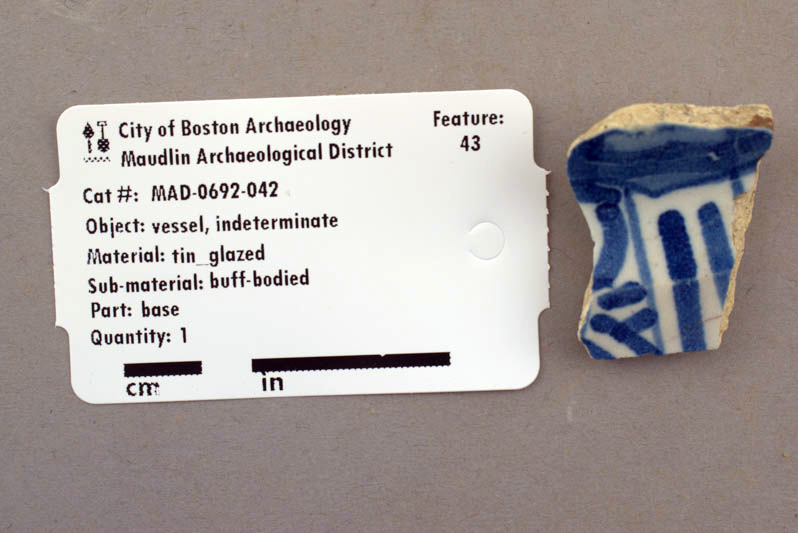 City of Boston Archaeology
Maudlin Archaeological District
Feature:
43
Cat #: MAD-0692-042
Object: vessel, indeterminate
Material: tin_glazed
Sub-material: buff-bodied
Part: base
Quantity: 1
cm in